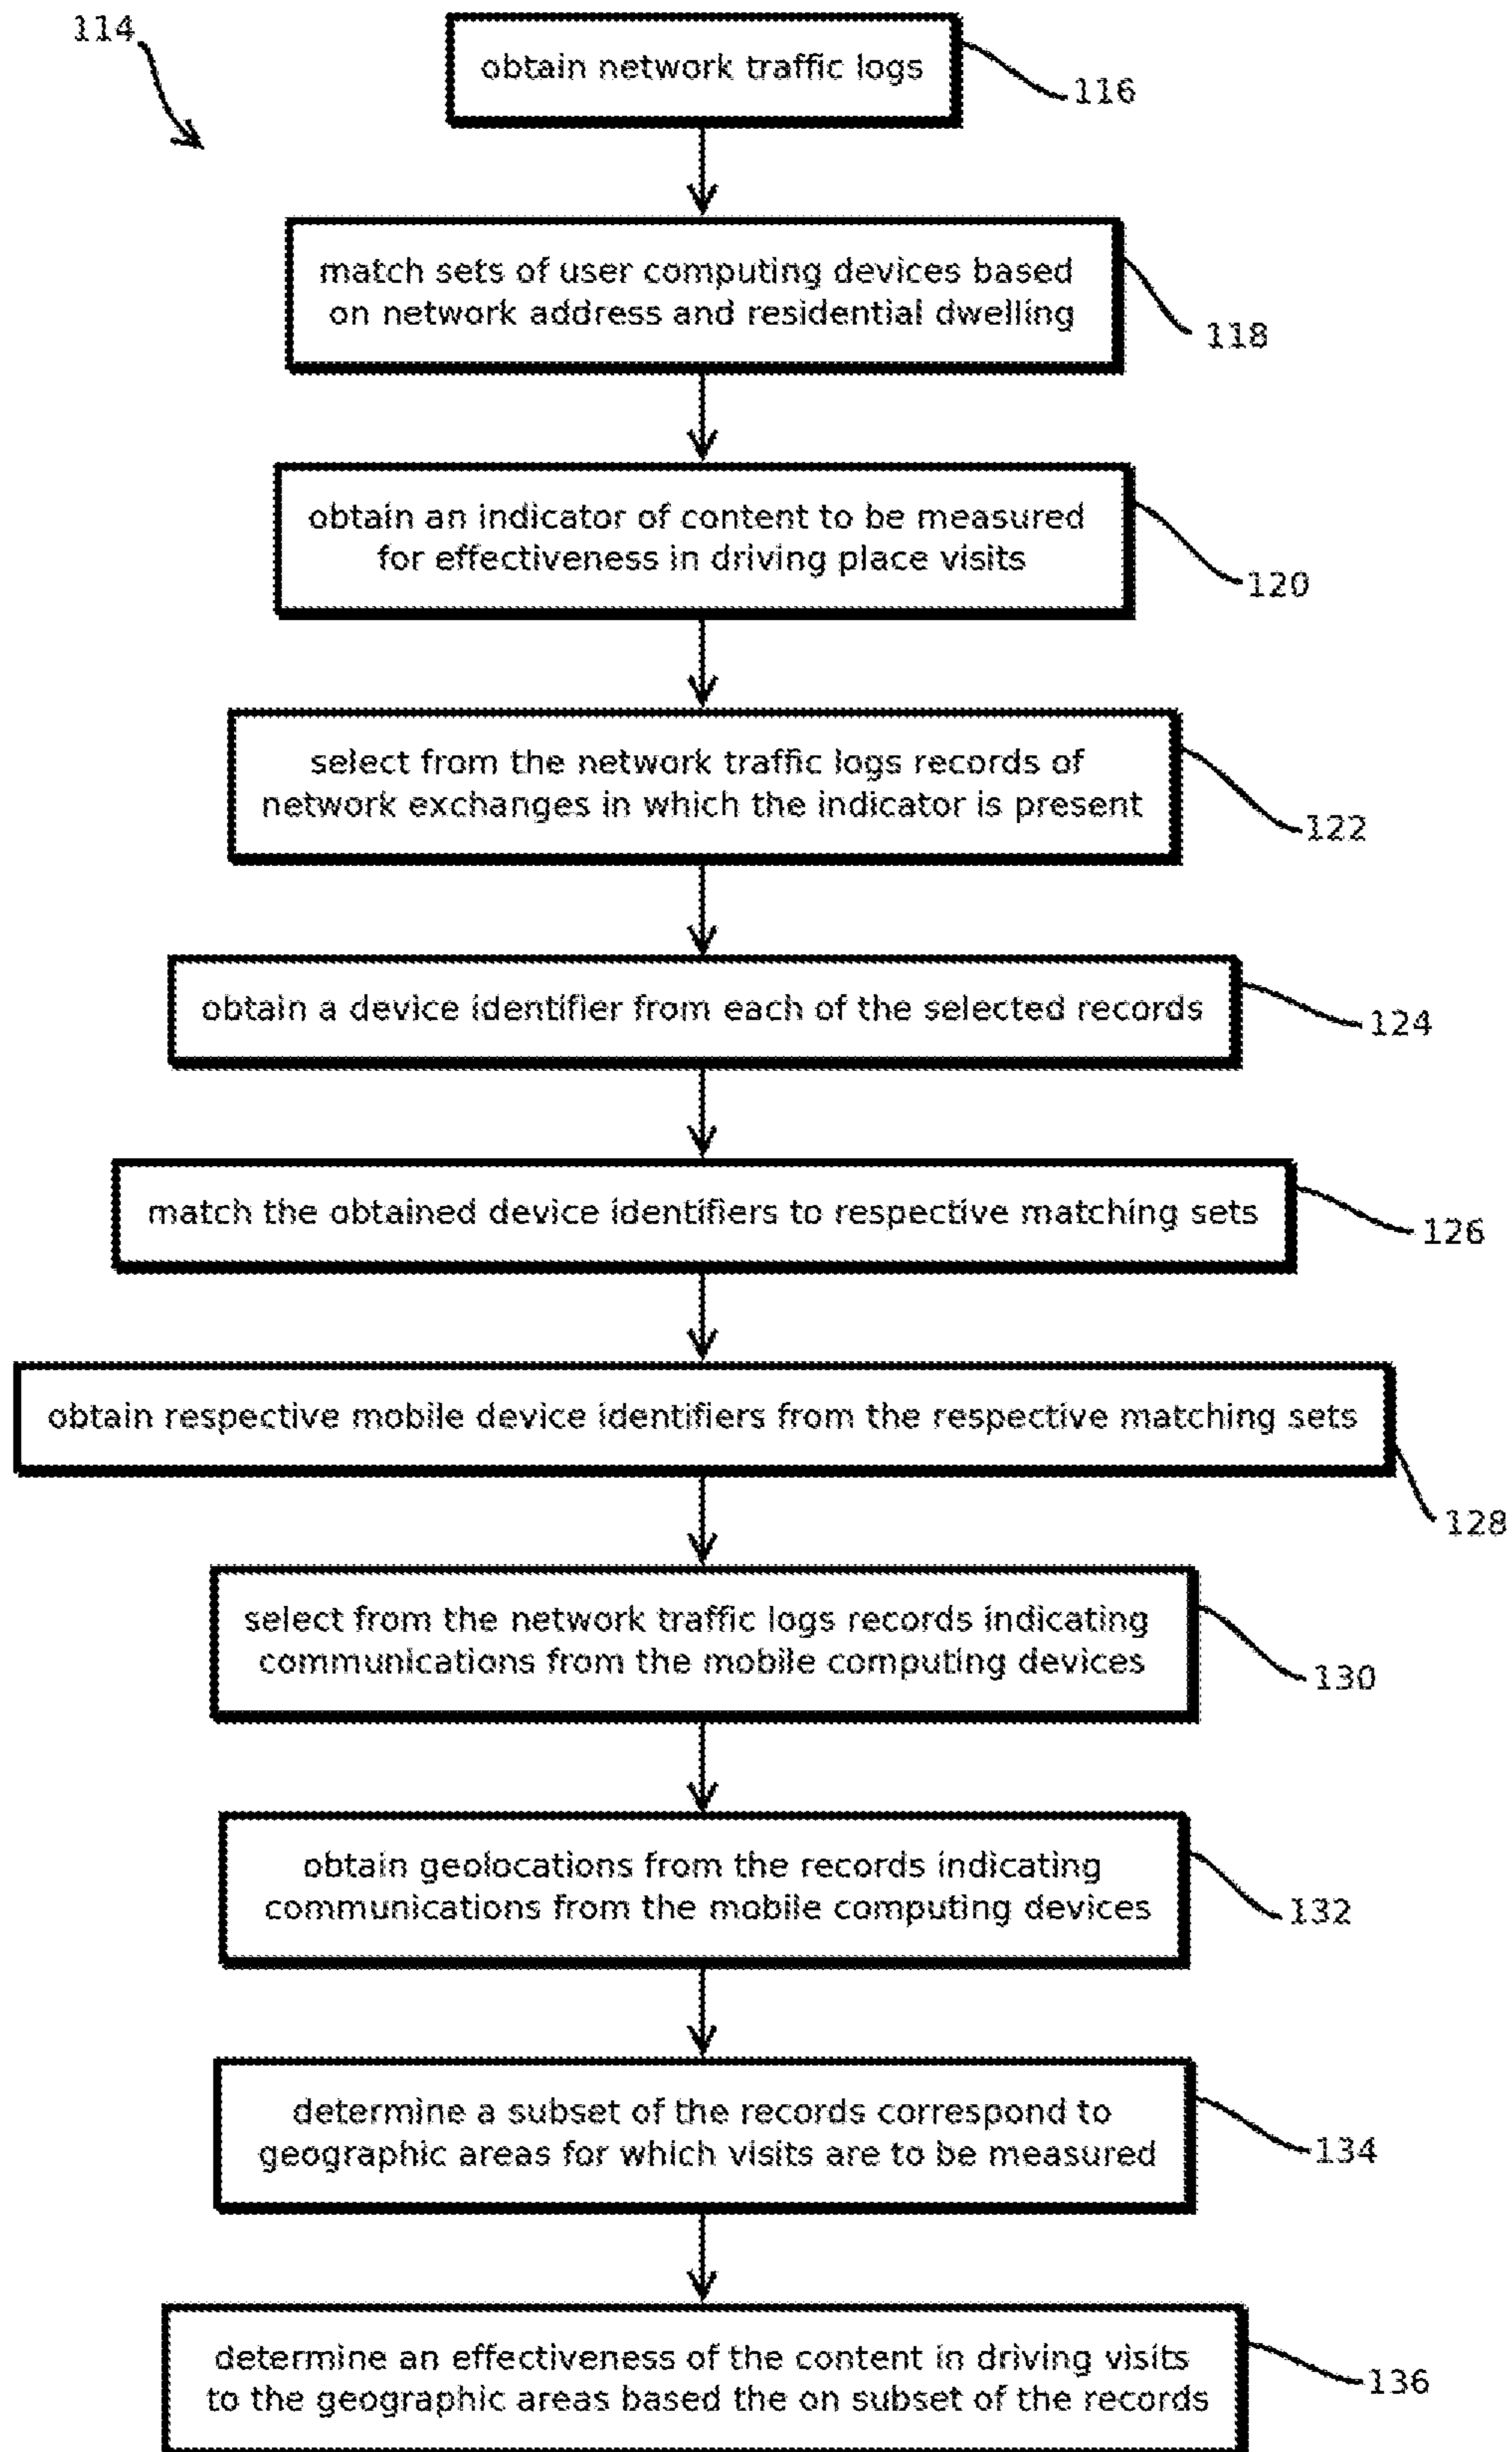 114
obtain network traffic logs
116
match sets of user computing devices based
on network address and residential dwelling
118
obtain an indicator of content to be measured
for effectiveness in driving place visits
120
select from the network traffic logs records of
network exchanges in which the indicator is present
122
obtain a device identifier from each of the selected records
124
match the obtained device identifiers to respective matching sets
126
obtain respective mobile device identifiers from the respective matching sets
128
select from the network traffic logs records indicating
communications from the mobile computing devices
130
obtain geolocations from the records indicating
communications from the mobile computing devices
132
determine a subset of the records correspond to
geographic areas for which visits are to be measured
134
determine an effectiveness of the content in driving visits
to the geographic areas based the on subset of the records
136